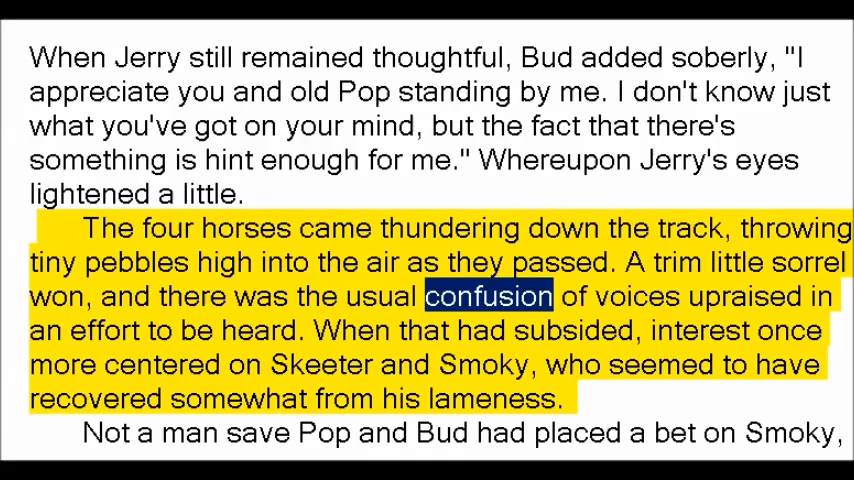 When Jerry still remained thoughtful, Bud added soberly, "I
appreciate you and old Pop standing by me. I don't know just
what you've got on your mind, but the fact that there's
something is hint enough for me." Whereupon Jerry's eyes
lightened a little.
The four horses came thundering down the track, throwing
tiny pebbles high into the air as they passed. A trim little sorrel
won, and there was the usual confusion of voices upraised in
an effort to be heard. When that had subsided, interest once
more centered on Skeeter and Smoky, who seemed to have
recovered somewhat from his lameness.
Not a man save Pop and Bud had placed a bet on Smoky,